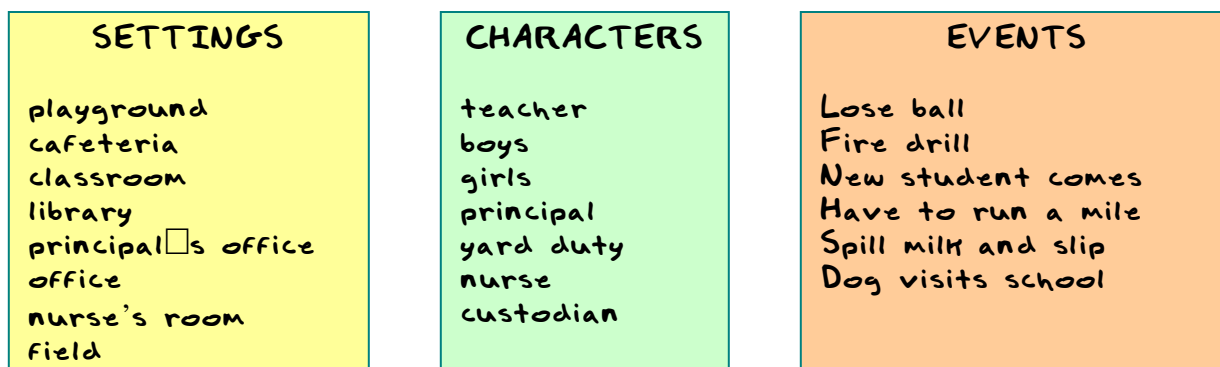 SETTINGS
playground
cafeteria
classroom
library
principal□s office
office
nurse's room
field
CHARACTERS
teacher
boys
girls
principal
yard duty
nurse
custodian
EVENTS
Lose ball
Fire drill
New student comes
Have to run a mile
Spill milk and slip
Dog visits school